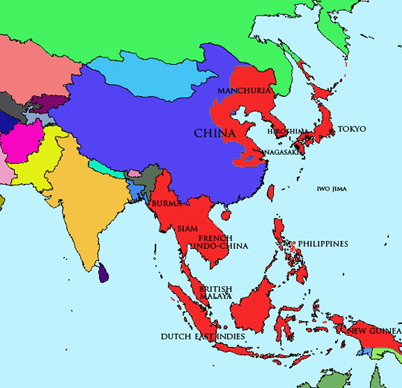 MANCHURIA
CHINA
HIROSHIMA
TOKYO
NAGASAKI
IWO JIMA
BURMA
SIAM
FRENCH
INDO-CHINA
PHILIPPINES
BRITISH
MALAYA
DUTCH EAST INDIES
NEW GUINEA